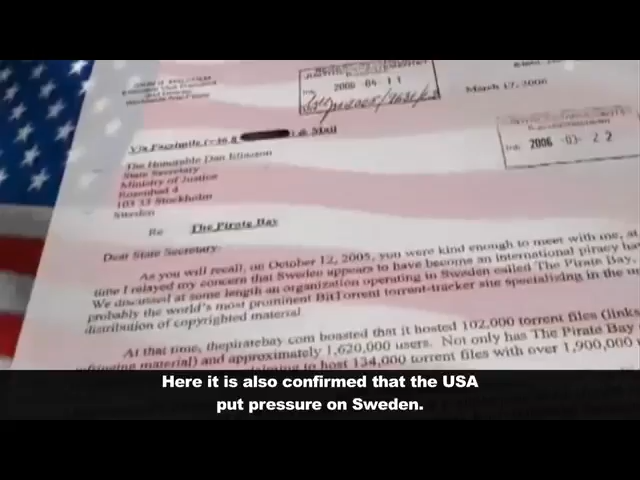 2006 -04- 11
March 17, 2006
Via Facsimile (+46 8 ) & Mail
2006 -03- 22
The Honorable Dan Eliasson
State Secretary
Ministry of Justice
Rosenbad 4
103 33 Stockholm
Sweden
Re The Pirate Bay
Dear State Secretary
As you will recall, on October 12, 2005, you were kind enough to meet with me, at
time I relayed my concern that Sweden appears to have become an international piracy
We discussed at some length an organization operating in Sweden called The Pirate Bay,
probably the world's most prominent BitTorrent torrent-tracker site specializing in the
distribution of copyrighted material
At that time, thepiratebay com boasted that it hosted 102,000 torrent files (links
material) and approximately 1,620,000 users. Not only has The Pirate Bay
to host 134,000 torrent files with over 1,900,000
Here it is also confirmed that the USA
put pressure on Sweden.